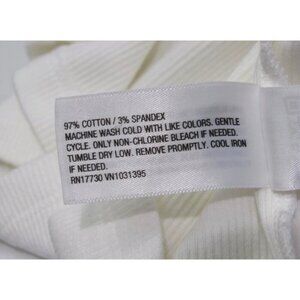 97% COTTON / 3% SPANDEX
MACHINE WASH COLD WITH LIKE COLORS. GENTLE
CYCLE. ONLY NON-CHLORINE BLEACH IF NEEDED.
TUMBLE DRY LOW. REMOVE PROMPTLY. COOL IRON
IF NEEDED.
RN17730 VN1031395